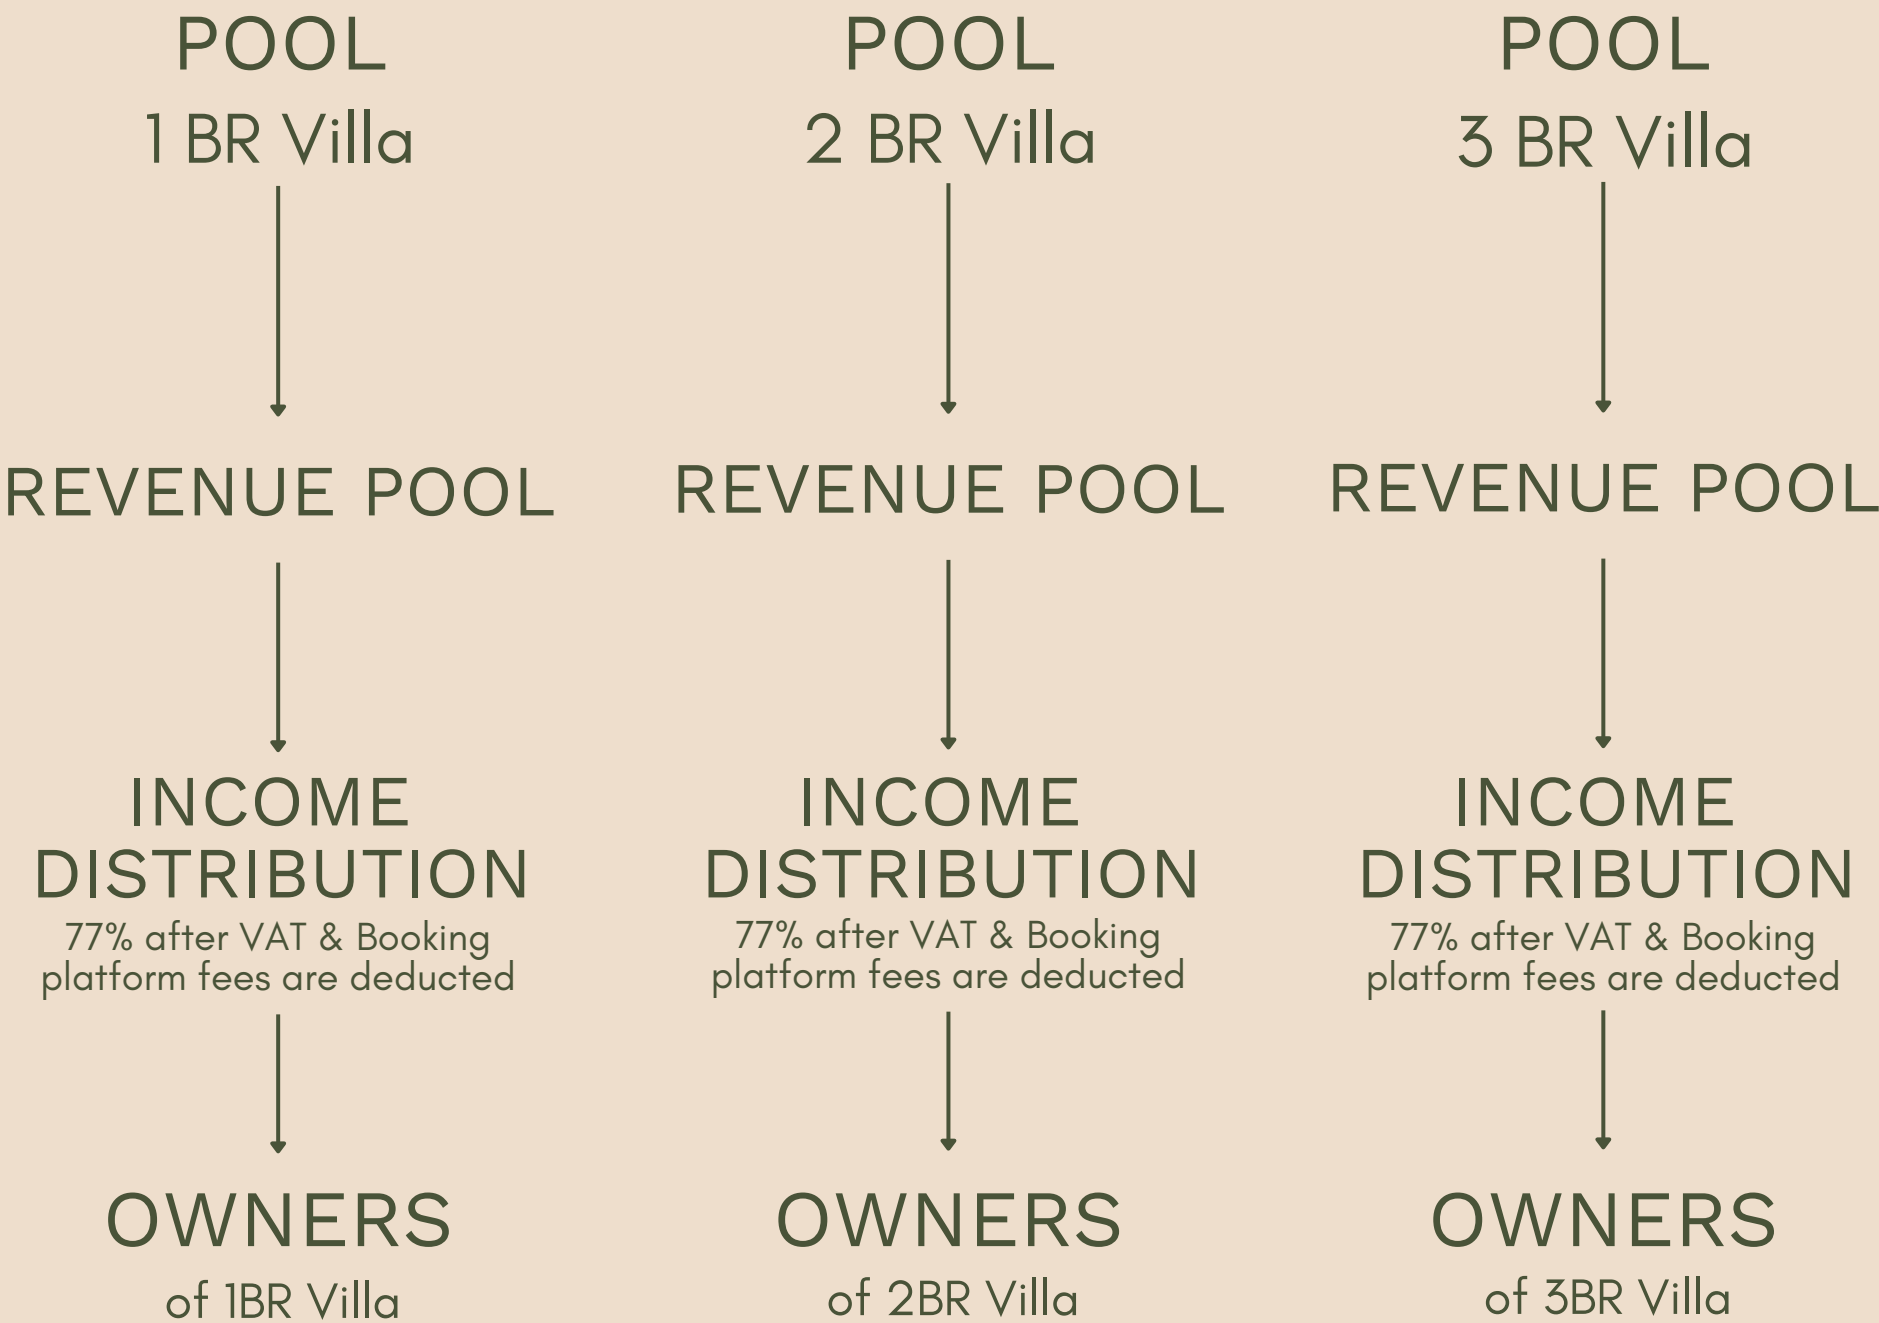 POOL
1 BR Villa
REVENUE POOL
INCOME
DISTRIBUTION
77% after VAT & Booking
platform fees are deducted
OWNERS
of 1BR Villa
POOL
2 BR Villa
REVENUE POOL
INCOME
DISTRIBUTION
77% after VAT & Booking
platform fees are deducted
OWNERS
of 2BR Villa
POOL
3 BR Villa
REVENUE POOL
INCOME
DISTRIBUTION
77% after VAT & Booking
platform fees are deducted
OWNERS
of 3BR Villa